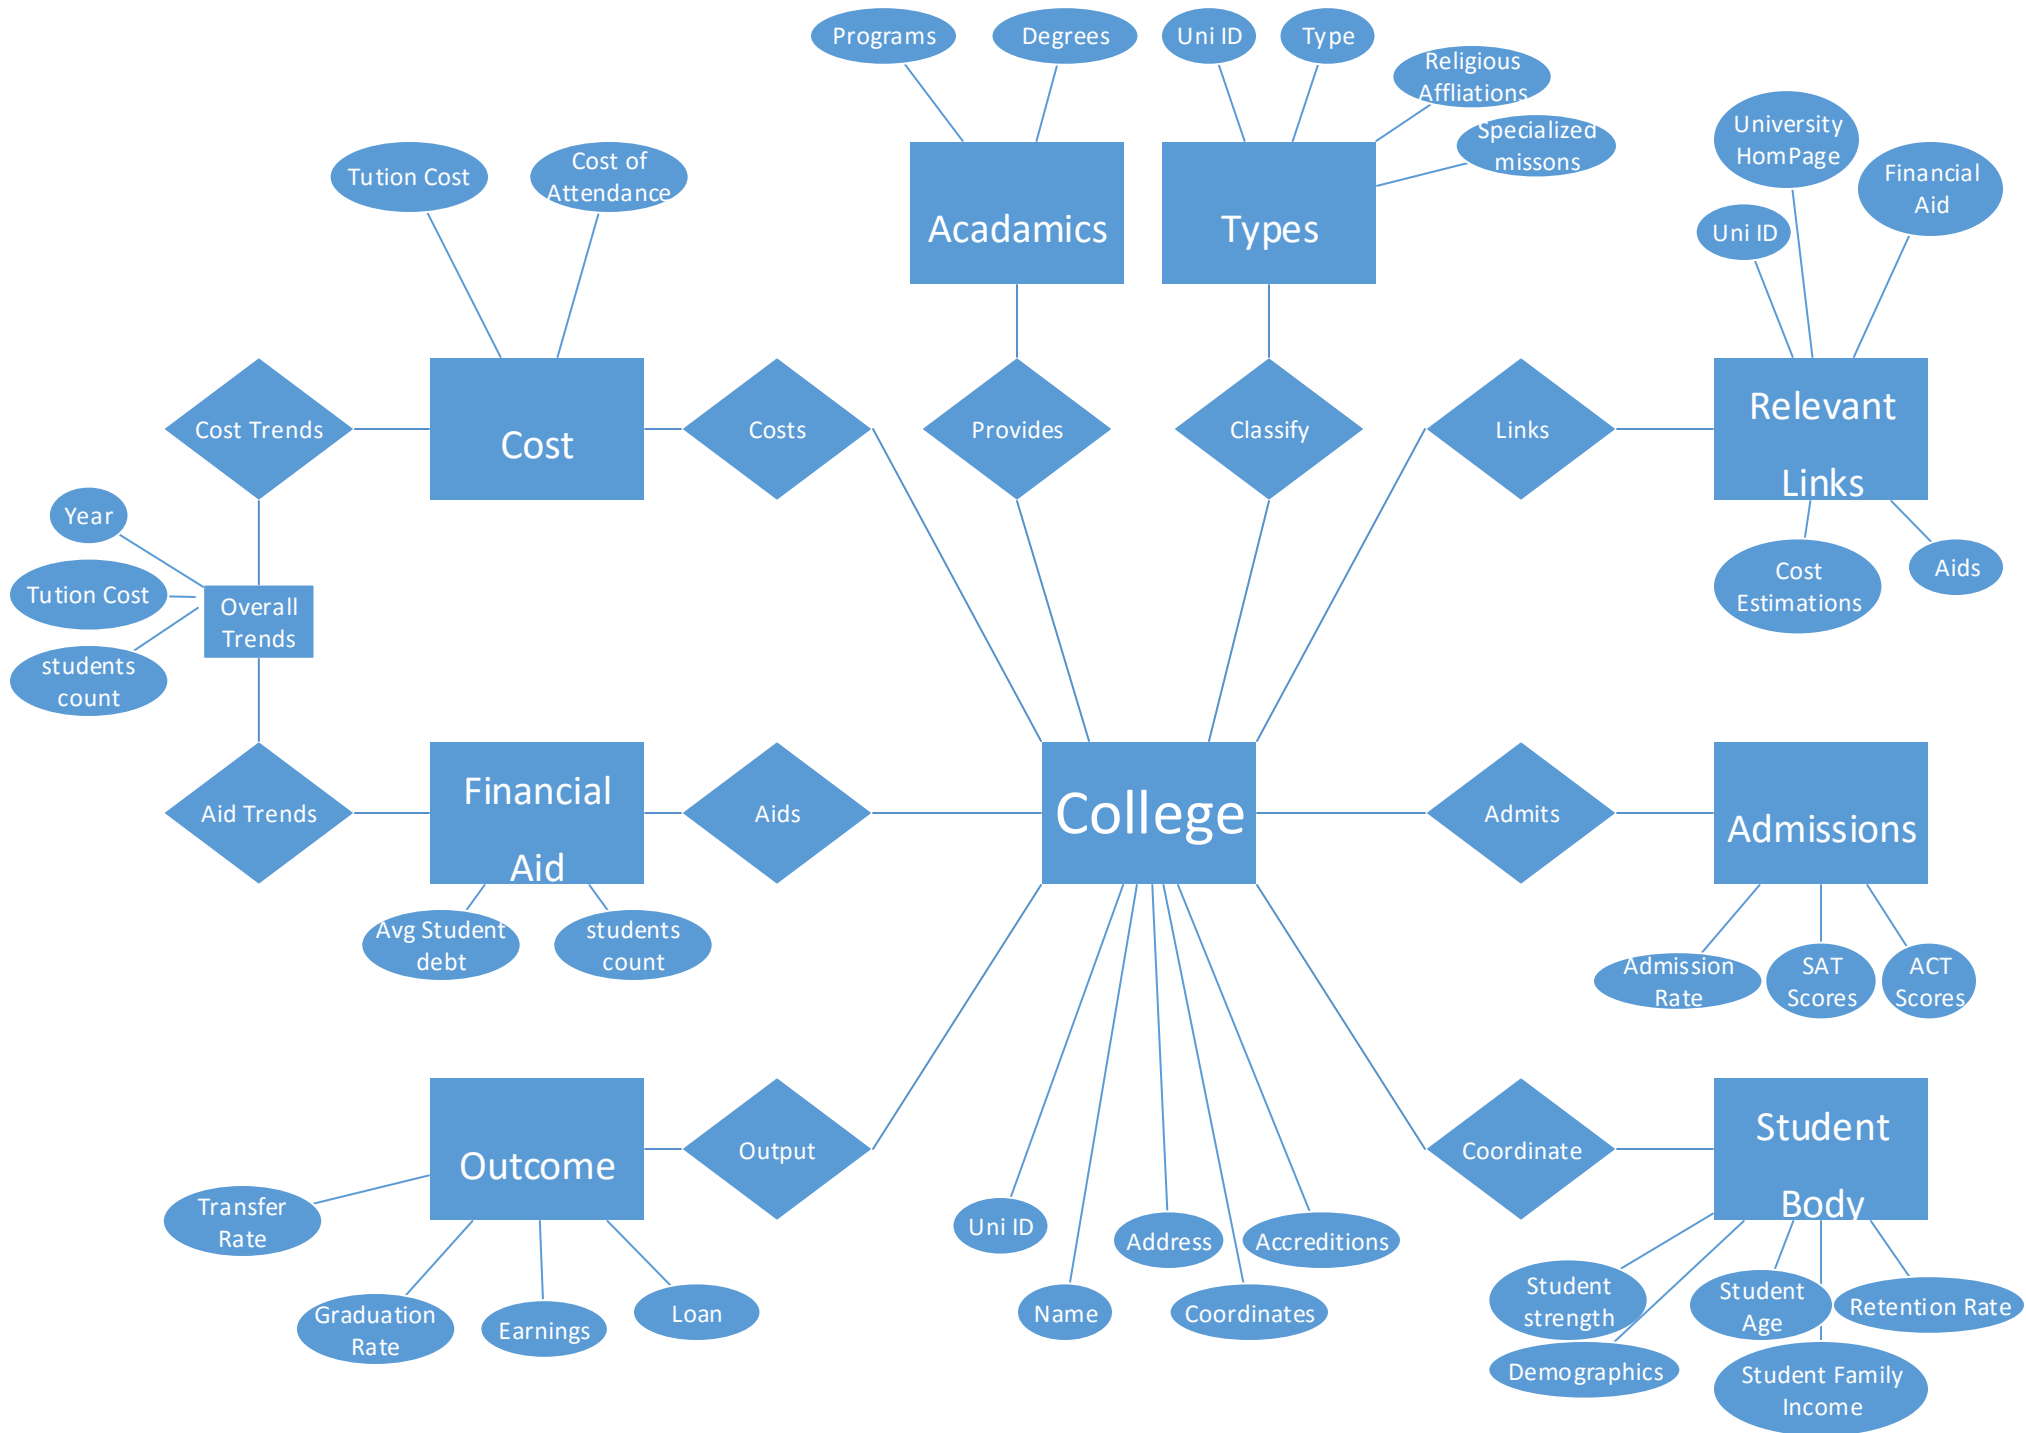 Programs
Degrees
Uni ID
Type
Religious
Affliations
Specialized
missons
University
HomPage
Financial
Aid
Uni ID
Tution Cost
Cost of
Attendance
Acadamics
Types
Relevant
Links
Cost Trends
Cost
Costs
Provides
Classify
Links
Year
Tution Cost
students
count
Overall
Trends
Cost
Estimations
Aids
Aid Trends
Financial
Aid
Aids
College
Admits
Admissions
Avg Student
debt
students
count
Admission
Rate
SAT
Scores
ACT
Scores
Outcome
Output
Coordinate
Student
Body
Transfer
Rate
Graduation
Rate
Earnings
Loan
Uni ID
Name
Address
Coordinates
Accreditions
Student
strength
Demographics
Student
Age
Student Family
Income
Retention Rate